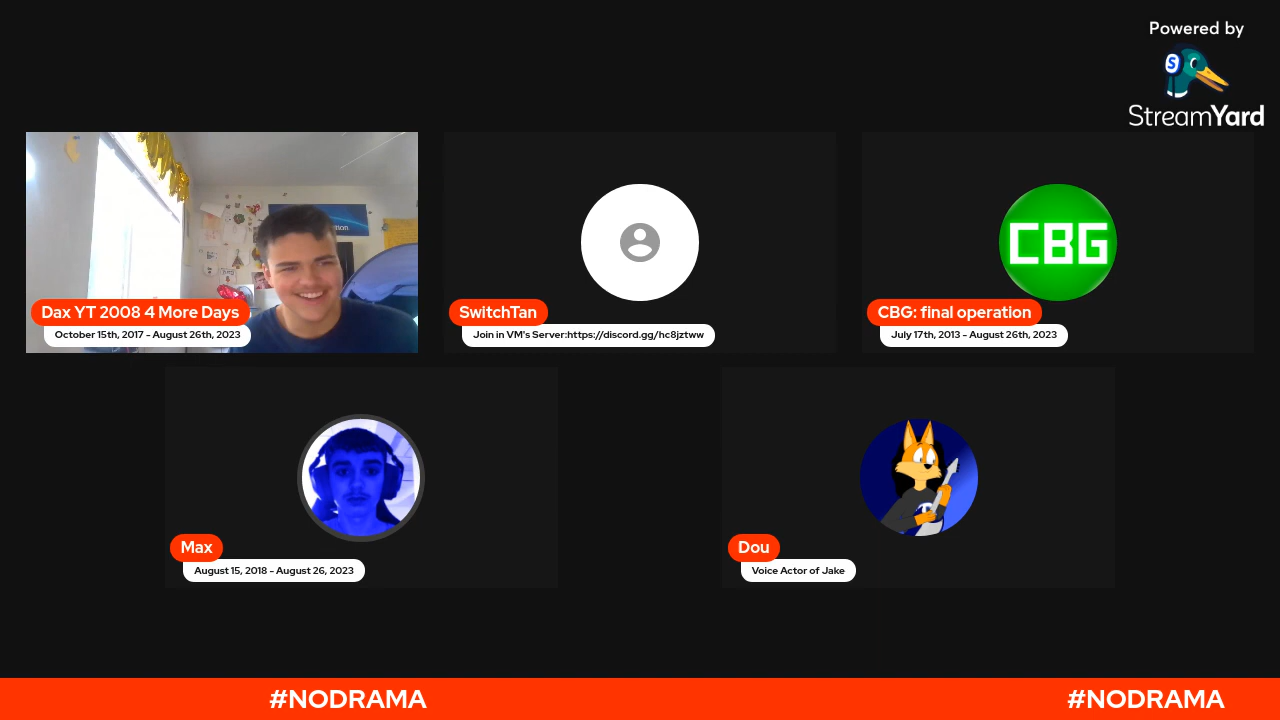 Powered by
S
StreamYard
Dax YT 2008 4 More Days
October 15th, 2017 - August 26th, 2023
SwitchTan
Join in VM's Server:https://discord.gg/hc8jztww
CBG
CBG: final operation
July 17th, 2013 - August 26th, 2023
Max
August 15, 2018 - August 26, 2023
Dou
Voice Actor of Jake
#NODRAMA #NODRAMA